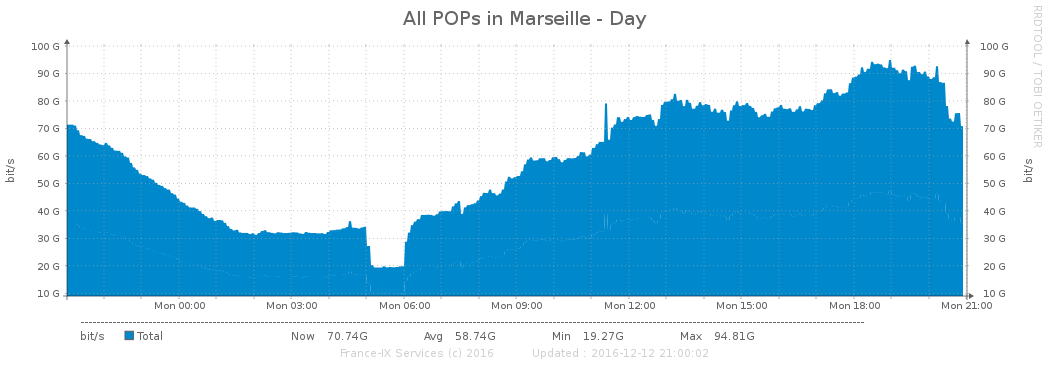 All POPs in Marseille - Day
RRDTOOL / TOBI OETIKER
bit/s
100 G
90 G
80 G
70 G
60 G
50 G
40 G
30 G
20 G
10 G
100 G
90 G
80 G
70 G
60 G
50 G
40 G
30 G
20 G
10 G
bit/s
Mon 00:00 Mon 03:00 Mon 06:00 Mon 09:00 Mon 12:00 Mon 15:00 Mon 18:00 Mon 21:00
bit/s Total Now 70.74G Avg 58.74G Min 19.27G Max 94.81G
France-IX Services (c) 2016 Updated : 2016-12-12 21:00:02